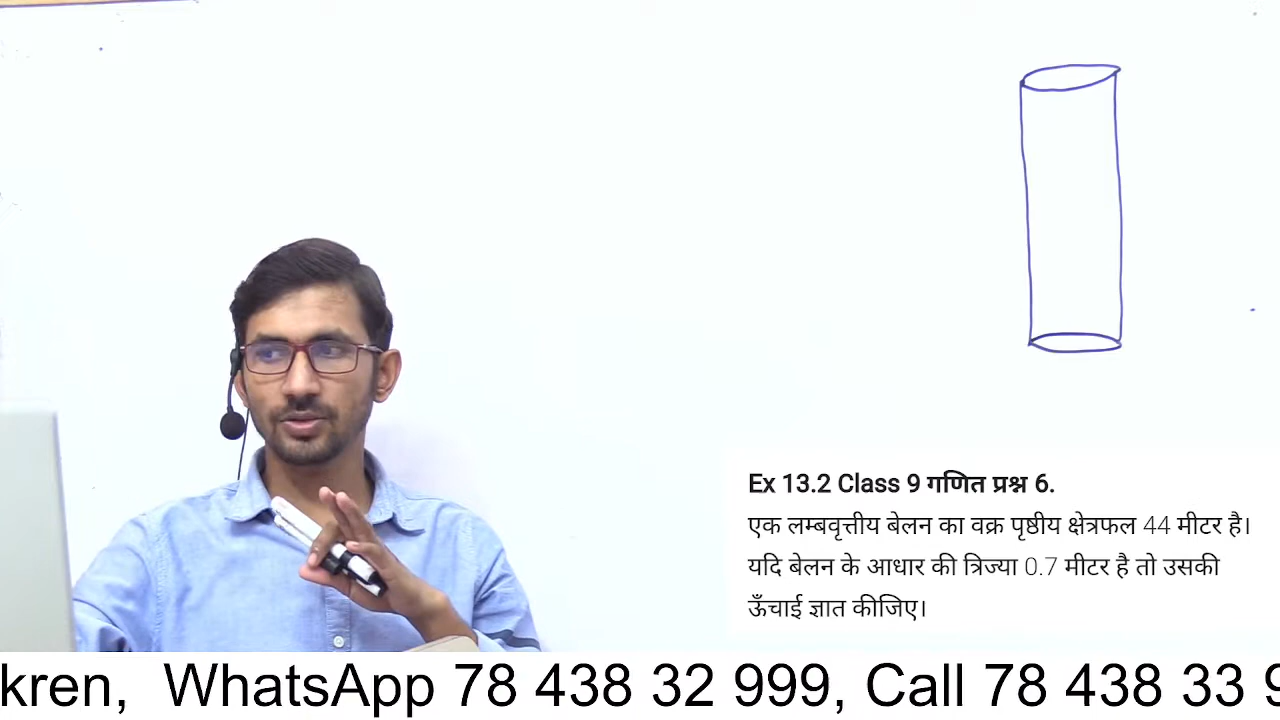 Ex 13.2 Class 9 गणित प्रश्न 6.
एक लम्बवृत्तीय बेलन का वक्र पृष्ठीय क्षेत्रफल 44 मीटर है।
यदि बेलन के आधार की त्रिज्या 0.7 मीटर है तो उसकी
ऊँचाई ज्ञात कीजिए।
kren, WhatsApp 78 438 32 999, Call 78 438 33 9